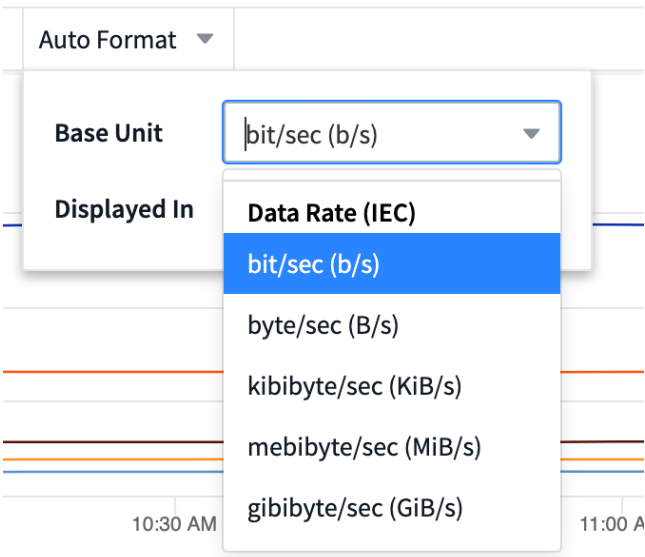 Auto Format
Base Unit
bit/sec (b/s)
Displayed In
Data Rate (IEC)
bit/sec (b/s)
byte/sec (B/s)
kibibyte/sec (KiB/s)
mebibyte/sec (MiB/s)
gibibyte/sec (GiB/s)
10:30 AM
11:00 A